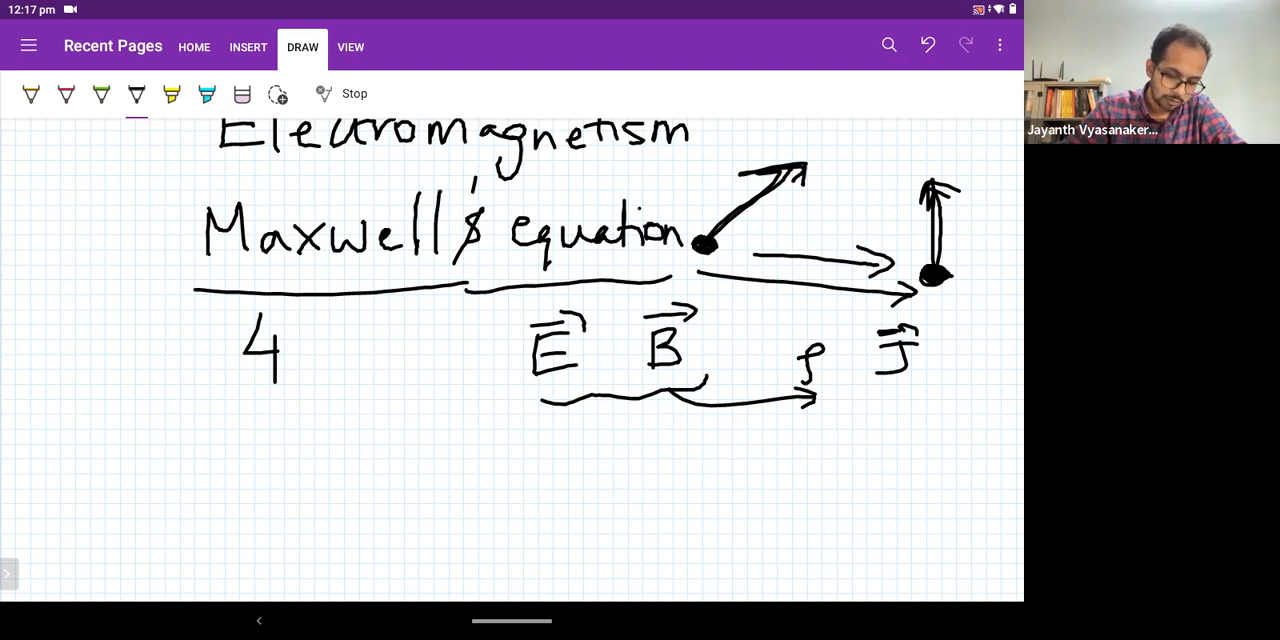 12:17 pm
Recent Pages HOME INSERT DRAW VIEW
Stop
Jayanth Vyasanaker...
Electromagnetism
Maxwell's equation
4 E B ρ J